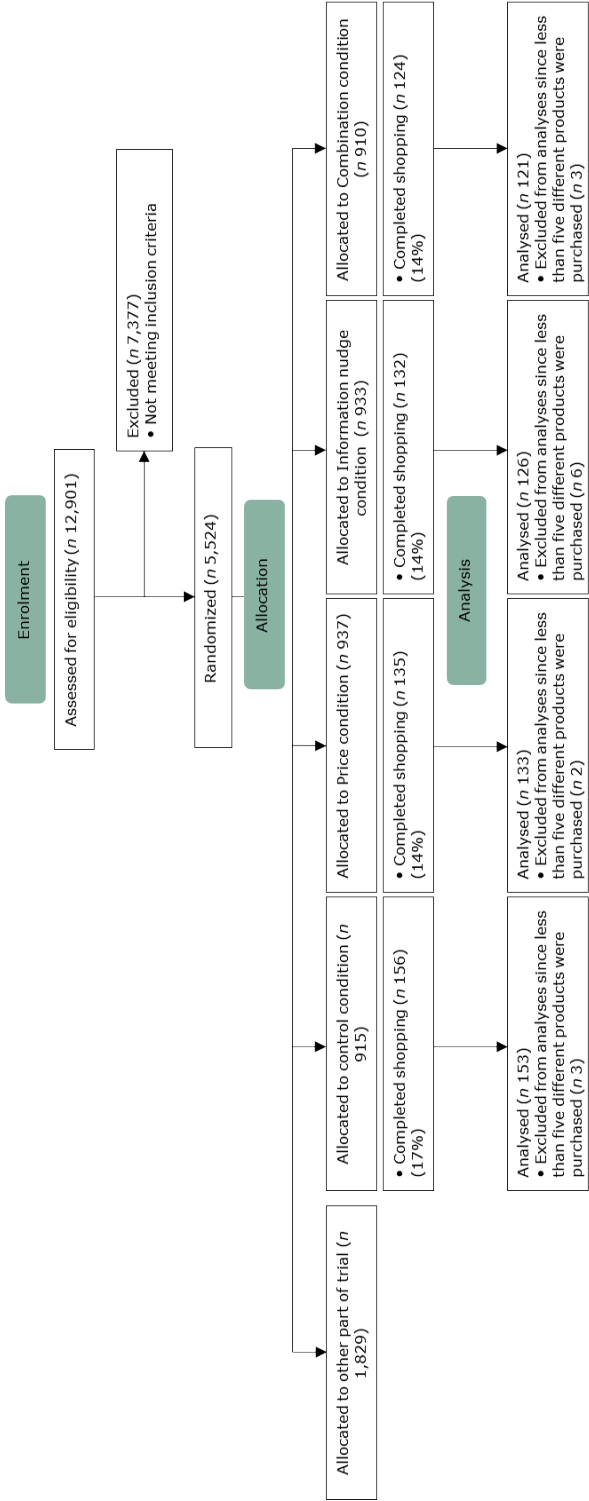 Enrolment
Assessed for eligibility (n 12,901)
Excluded (n 7,377)
• Not meeting inclusion criteria
Randomized (n 5,524)
Allocation
Allocated to other part of trial (n
1,829)
Allocated to control condition (n
915)
• Completed shopping (n 156)
(17%)
Allocated to Price condition (n 937)
• Completed shopping (n 135)
(14%)
Allocated to Information nudge
condition (n 933)
• Completed shopping (n 132)
(14%)
Allocated to Combination condition
(n 910)
• Completed shopping (n 124)
(14%)
Analysis
Analysed (n 153)
• Excluded from analyses since less
than five different products were
purchased (n 3)
Analysed (n 133)
• Excluded from analyses since less
than five different products were
purchased (n 2)
Analysed (n 126)
• Excluded from analyses since less
than five different products were
purchased (n 6)
Analysed (n 121)
• Excluded from analyses since less
than five different products were
purchased (n 3)